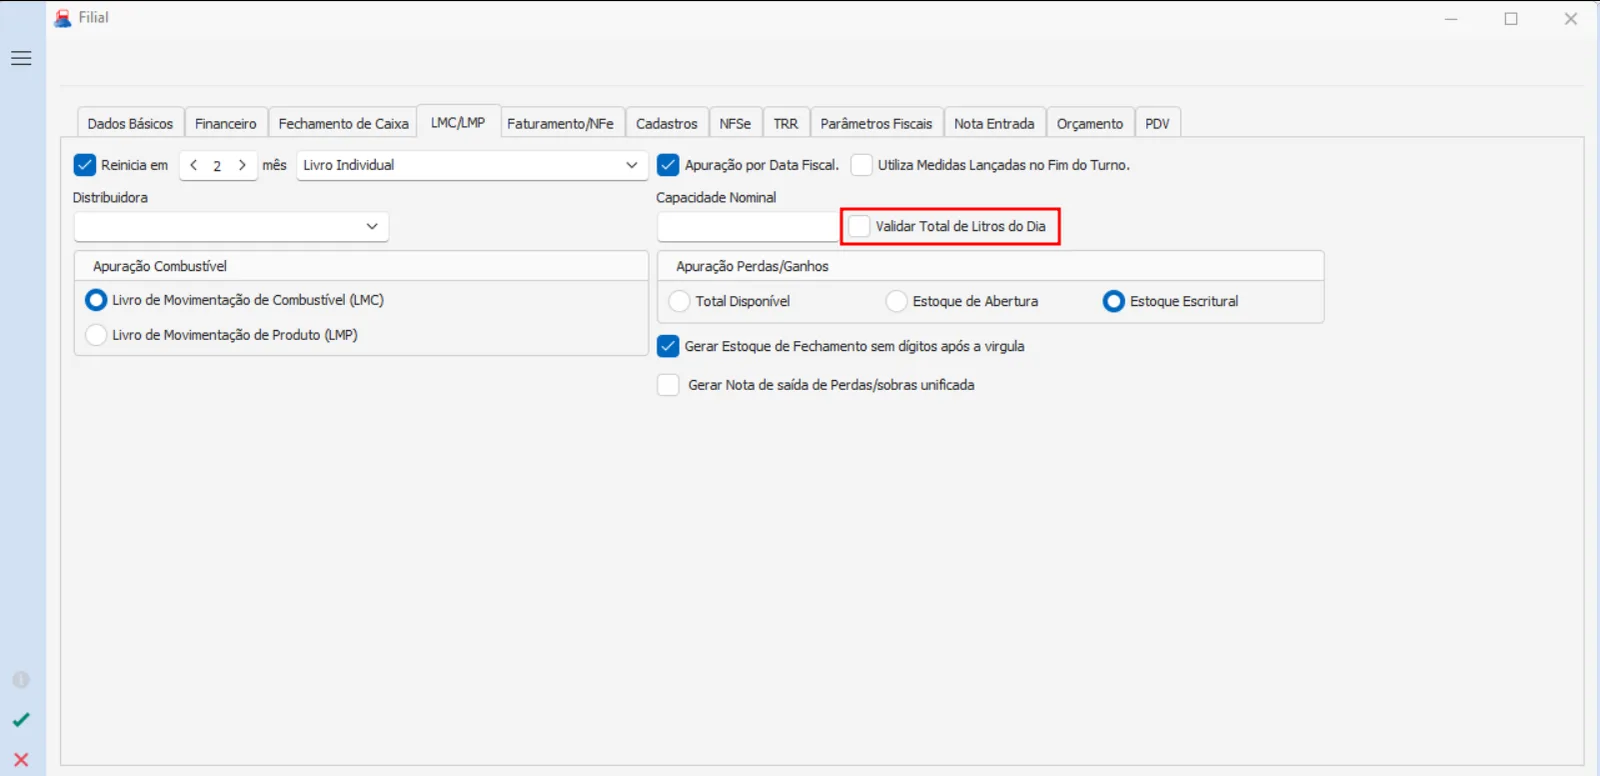 Filial
Dados Básicos Financeiro Fechamento de Caixa LMC/LMP Faturamento/NFe Cadastros NFSe TRR Parâmetros Fiscais Nota Entrada Orçamento PDV
Reinicia em 2 mês Livro Individual Apuração por Data Fiscal. Utiliza Medidas Lançadas no Fim do Turno.
Distribuidora Capacidade Nominal
Validar Total de Litros do Dia
Apuração Combustível Apuração Perdas/Ganhos
Livro de Movimentação de Combustível (LMC) Total Disponível Estoque de Abertura Estoque Escritural
Livro de Movimentação de Produto (LMP)
Gerar Estoque de Fechamento sem dígitos após a virgula
Gerar Nota de saída de Perdas/sobras unificada